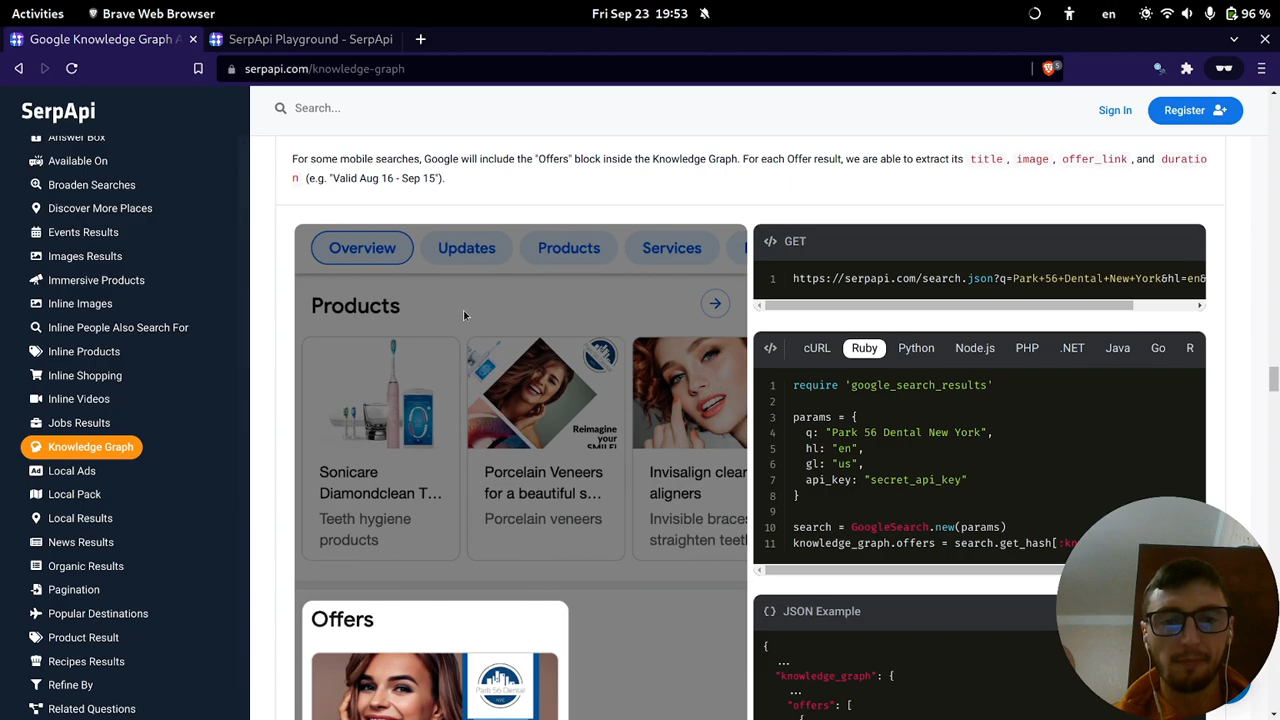 Activities
Brave Web Browser
Fri Sep 23 19:53
en
96 %
Google Knowledge Graph A
SerpApi Playground - SerpApi
serpapi.com/knowledge-graph
5
SerpApi
Search...
Sign In
Register
Answer Box
Available On
Broaden Searches
Discover More Places
Events Results
Images Results
Immersive Products
Inline Images
Inline People Also Search For
Inline Products
Inline Shopping
Inline Videos
Jobs Results
Knowledge Graph
Ad Local Ads
Local Pack
Local Results
News Results
Organic Results
Pagination
Popular Destinations
Product Result
Recipes Results
Refine By
Related Questions
For some mobile searches, Google will include the "Offers" block inside the Knowledge Graph. For each Offer result, we are able to extract its title, image, offer_link, and duratio
n (e.g. "Valid Aug 16 - Sep 15").
Overview
Updates
Products
Services
Products
Reimagine
your
SMILE!
Sonicare
Diamondclean T...
Teeth hygiene
products
Porcelain Veneers
for a beautiful s...
Porcelain veneers
Invisalign clear
aligners
Invisible braces
straighten teeth
Offers
Park 56 Dental
</> GET
1 https://serpapi.com/search.json?q=Park+56+Dental+New+York&hl=en&
</> cURL Ruby Python Node.js PHP .NET Java Go R
1 require 'google_search_results'
2
3 params = {
4 q: "Park 56 Dental New York",
5 hl: "en",
6 gl: "us",
7 api_key: "secret_api_key"
8 }
9
10 search = GoogleSearch.new(params)
11 knowledge_graph.offers = search.get_hash[:kn
{} JSON Example
{
...
"knowledge_graph": {
...
"offers": [
{